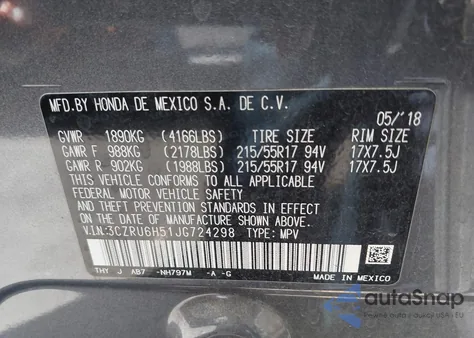 MFD.BY HONDA DE MEXICO S.A. DE C.V.
05/'18
GVWR 1890KG (4166LBS) TIRE SIZE RIM SIZE
GAWR F 988KG (2178LBS) 215/55R17 94V 17X7.5J
GAWR R 902KG (1988LBS) 215/55R17 94V 17X7.5J
THIS VEHICLE CONFORMS TO ALL APPLICABLE
FEDERAL MOTOR VEHICLE SAFETY AND THEFT
PREVENTION STANDARDS IN EFFECT ON THE DATE
OF MANUFACTURE SHOWN ABOVE.
V.I.N:3CZRU6H51JG724298 TYPE: MPV
THY J AB7 -NH797M -A -G
MADE IN MEXICO
autoSnap